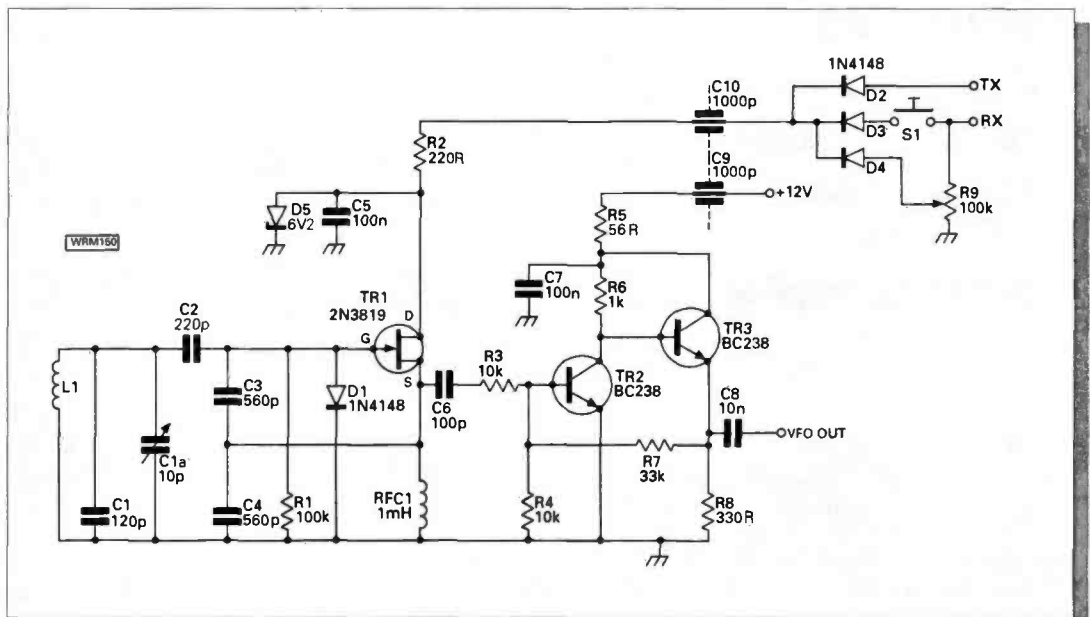 1N4148
D2
TX
C10
1000p
D3
S1
RX
D4
R9
100k
C9
1000p
+12V
R2
220R
D5
6V2
C5
100n
R5
56R
WRM150
C7
100n
R6
1k
TR1
2N3819
D
G
S
C2
220p
TR3
BC238
R3
10k
TR2
BC238
L1
C3
560p
D1
1N4148
C6
100p
C8
10n
VFO OUT
C1a
10p
R7
33k
C1
120p
C4
560p
R1
100k
RFC1
1mH
R4
10k
R8
330R